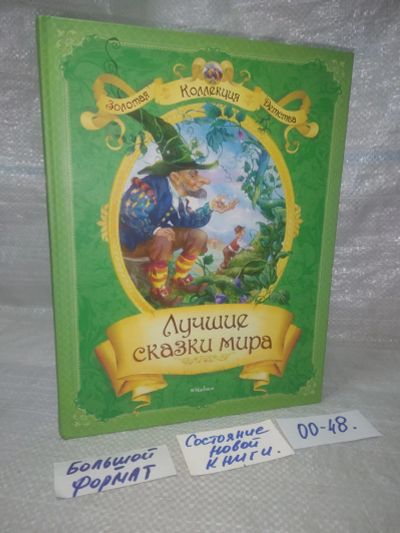 Золотая Коллекция Детства
Лучшие
сказки мира
Махаон
БОЛЬШОЙ
ФОРМАТ
Состояние
новой
книги.
00-48.